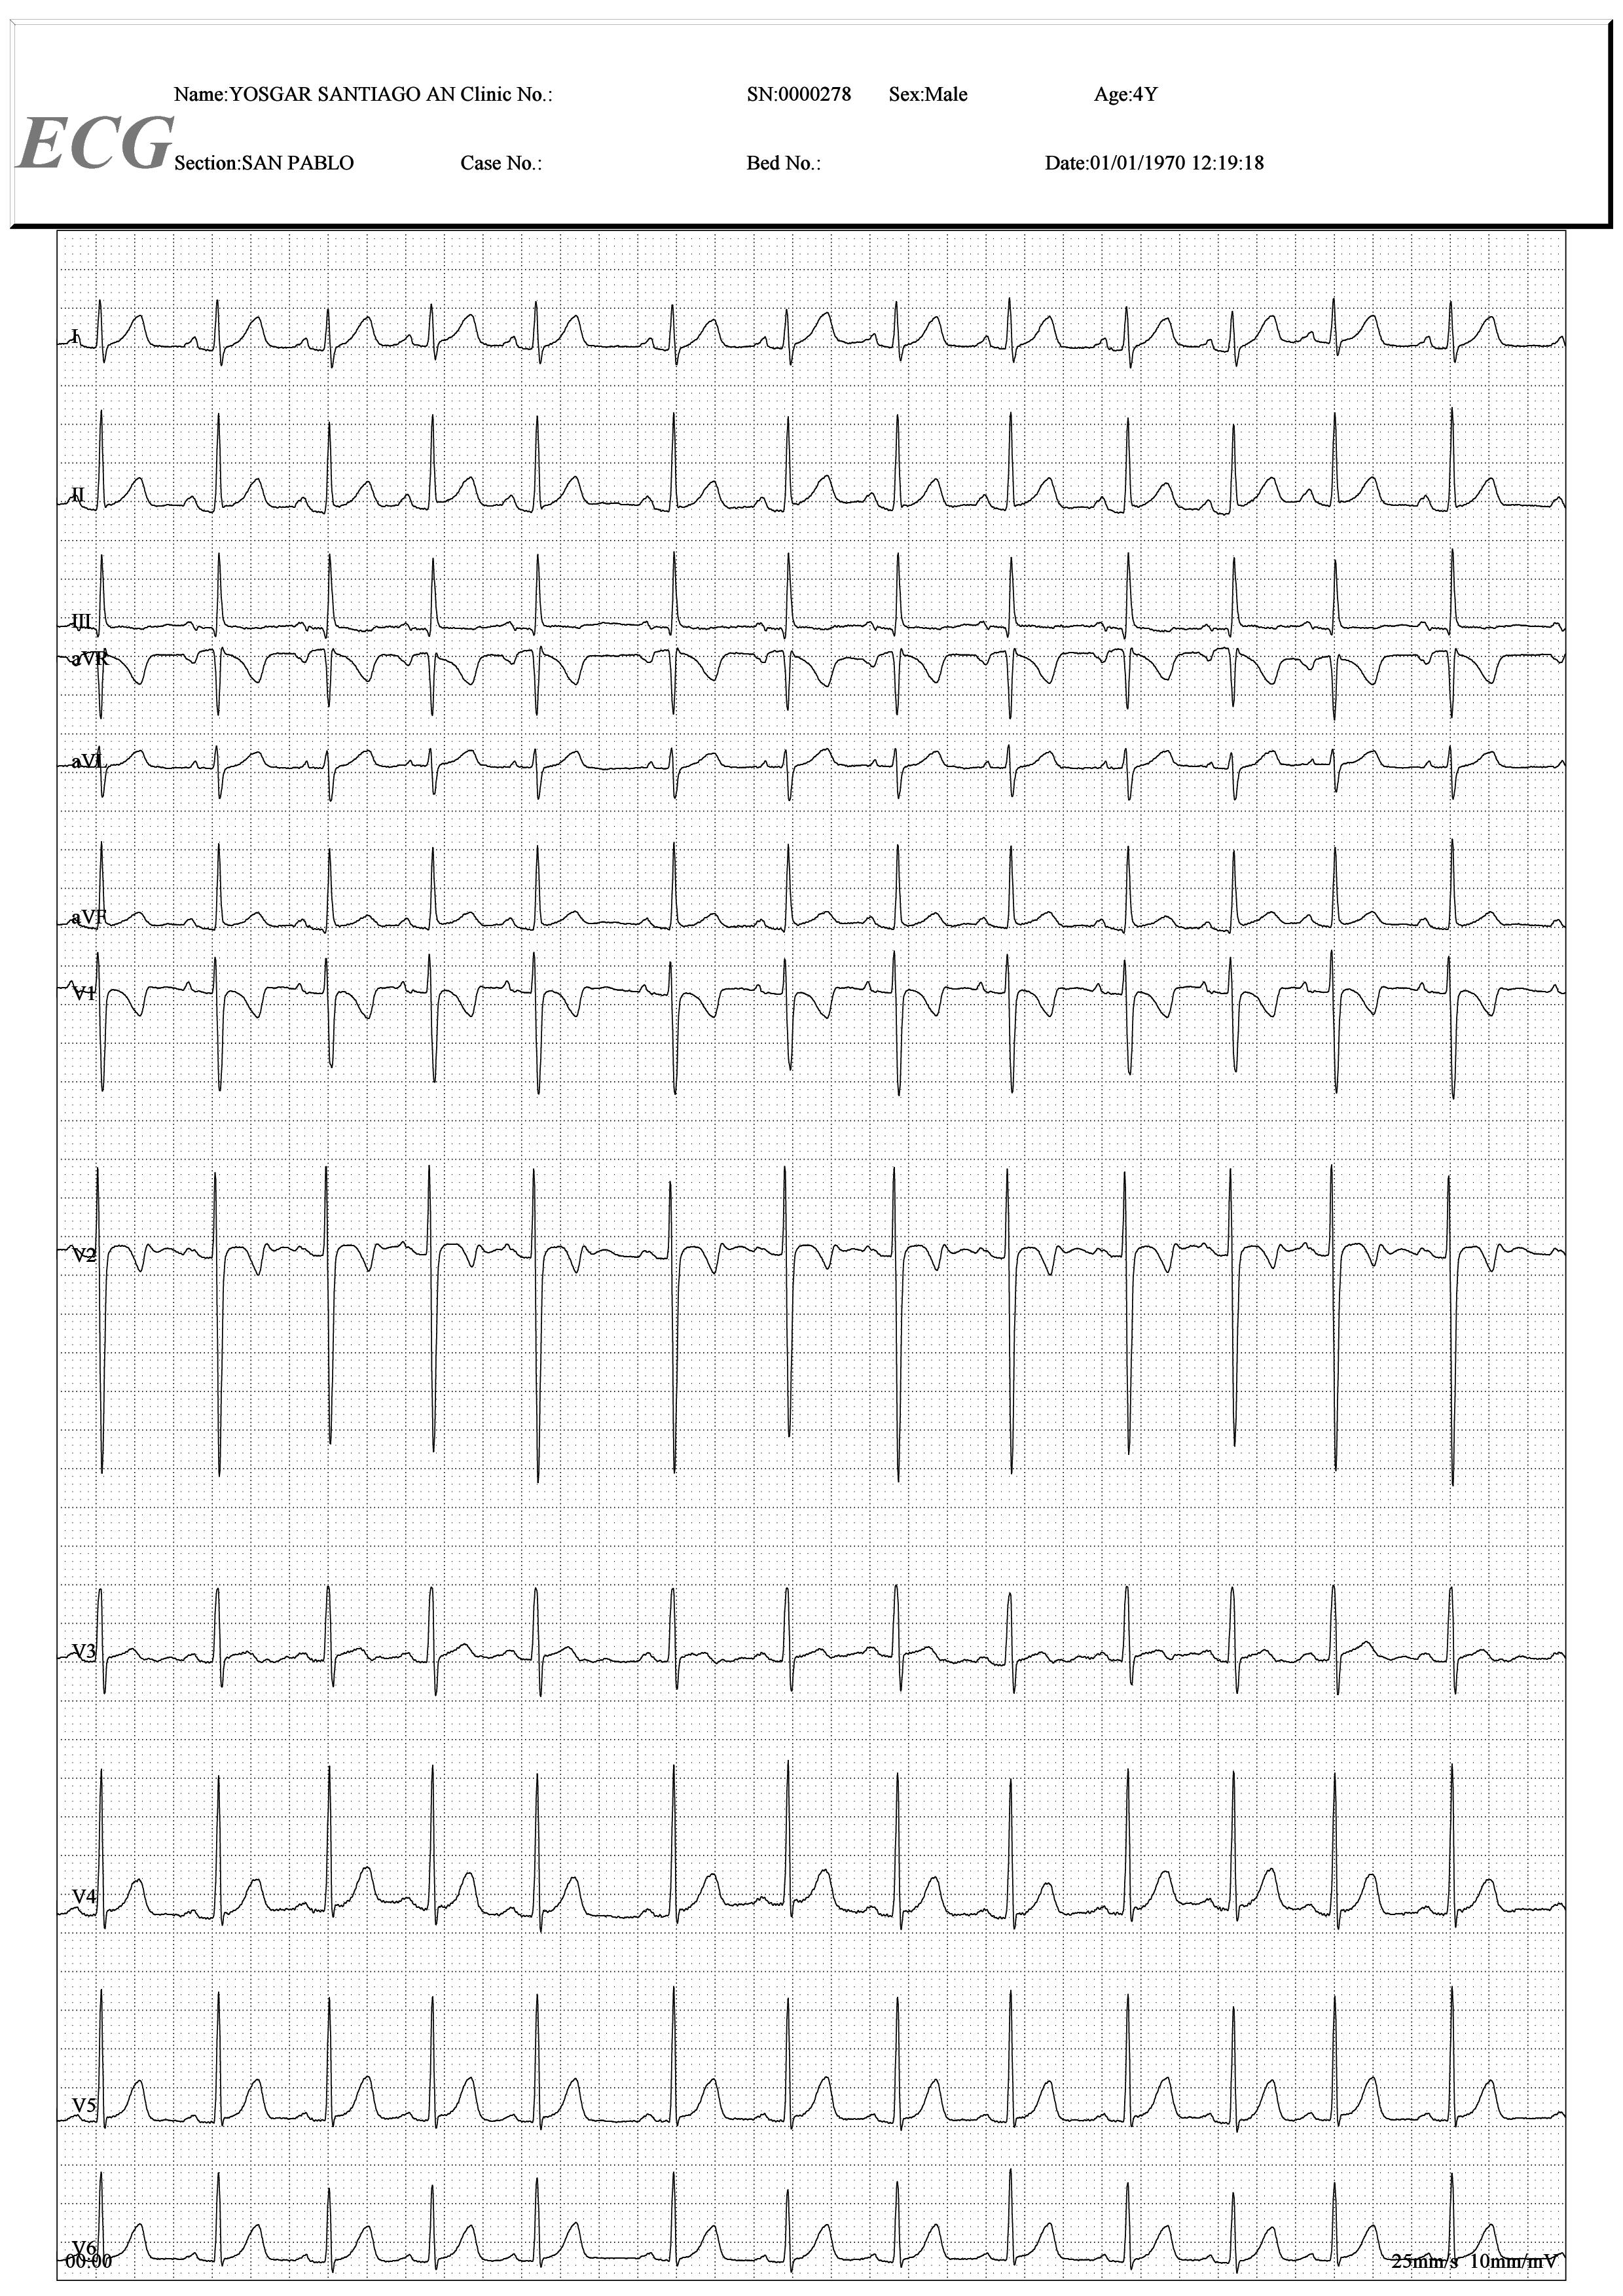 ECG
Name:YOSGAR SANTIAGO AN Clinic No.: SN:0000278 Sex:Male Age:4Y
Section:SAN PABLO Case No.: Bed No.: Date:01/01/1970 12:19:18
I
II
III
aVR
aVL
aVF
V1
V2
V3
V4
V5
V6
00:00 25mm/s 10mm/mV